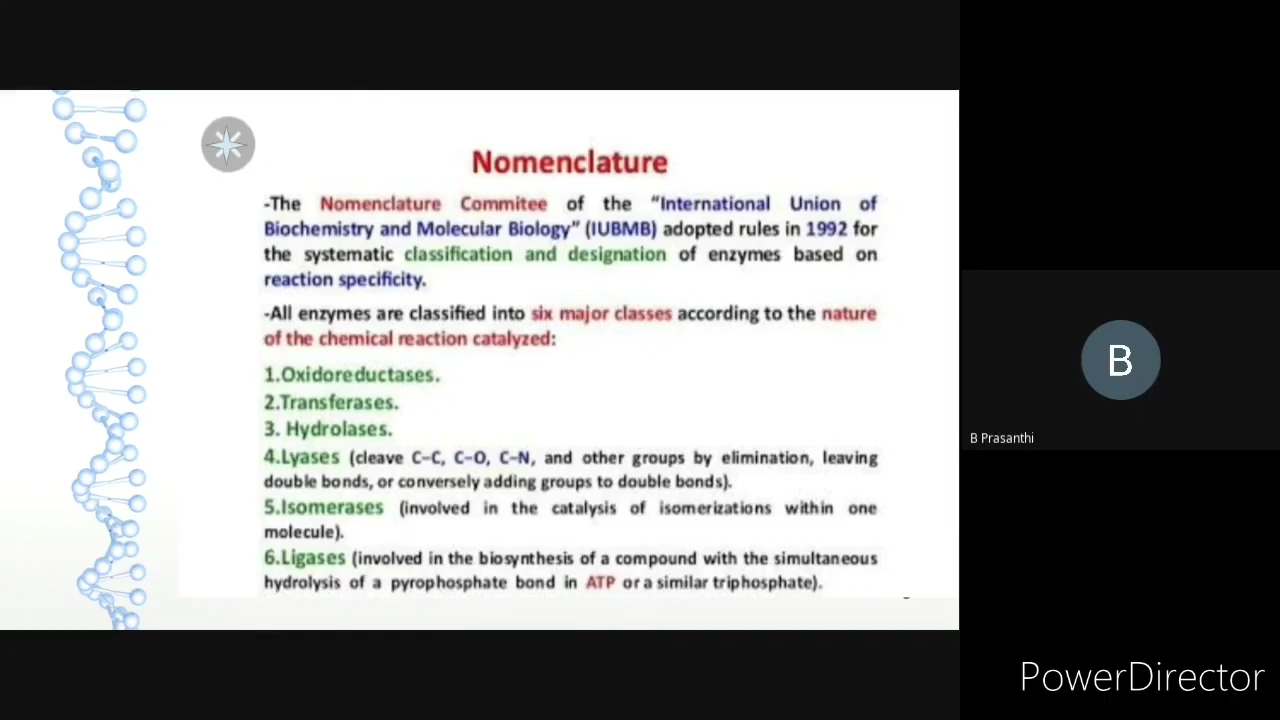 Nomenclature
-The Nomenclature Commitee of the "International Union of
Biochemistry and Molecular Biology" (IUBMB) adopted rules in 1992 for
the systematic classification and designation of enzymes based on
reaction specificity.
-All enzymes are classified into six major classes according to the nature
of the chemical reaction catalyzed:
1.Oxidoreductases.
2.Transferases.
3. Hydrolases.
4.Lyases (cleave C–C, C–O, C–N, and other groups by elimination, leaving
double bonds, or conversely adding groups to double bonds).
5.Isomerases (involved in the catalysis of isomerizations within one
molecule).
6.Ligases (involved in the biosynthesis of a compound with the simultaneous
hydrolysis of a pyrophosphate bond in ATP or a similar triphosphate).
B
B Prasanthi
PowerDirector